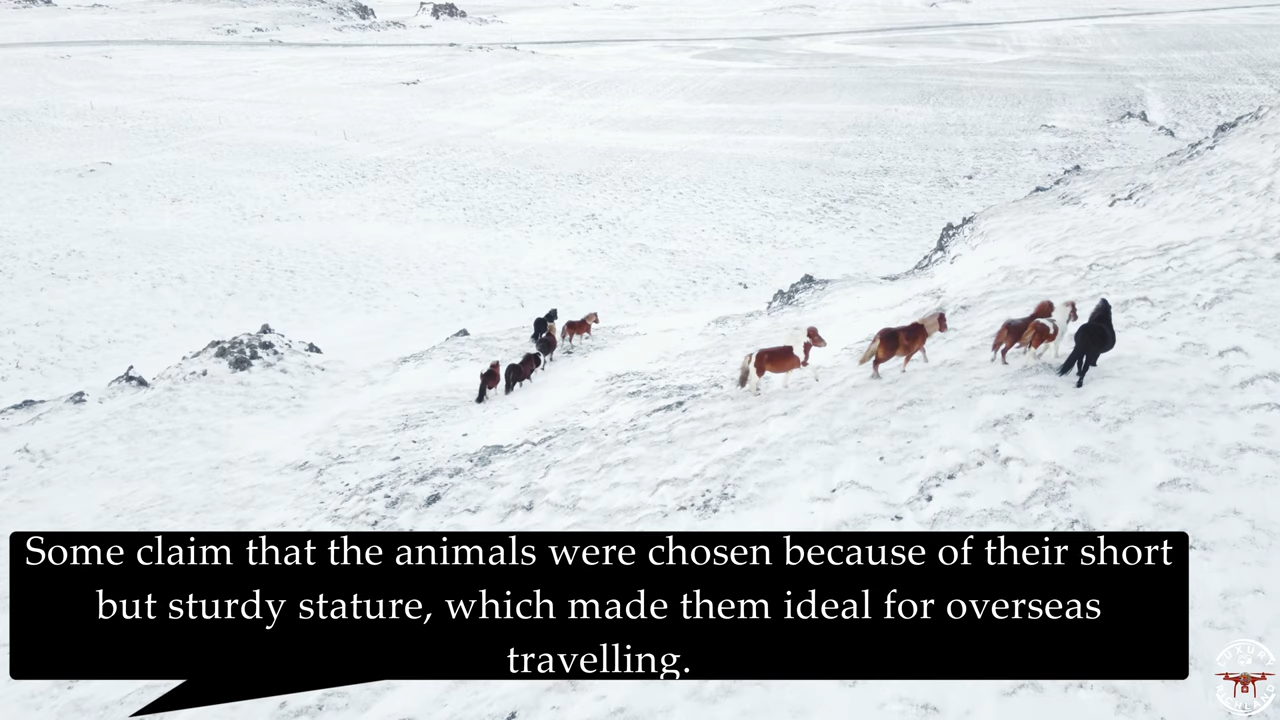 Some claim that the animals were chosen because of their short
but sturdy stature, which made them ideal for overseas
travelling.
LUXURY